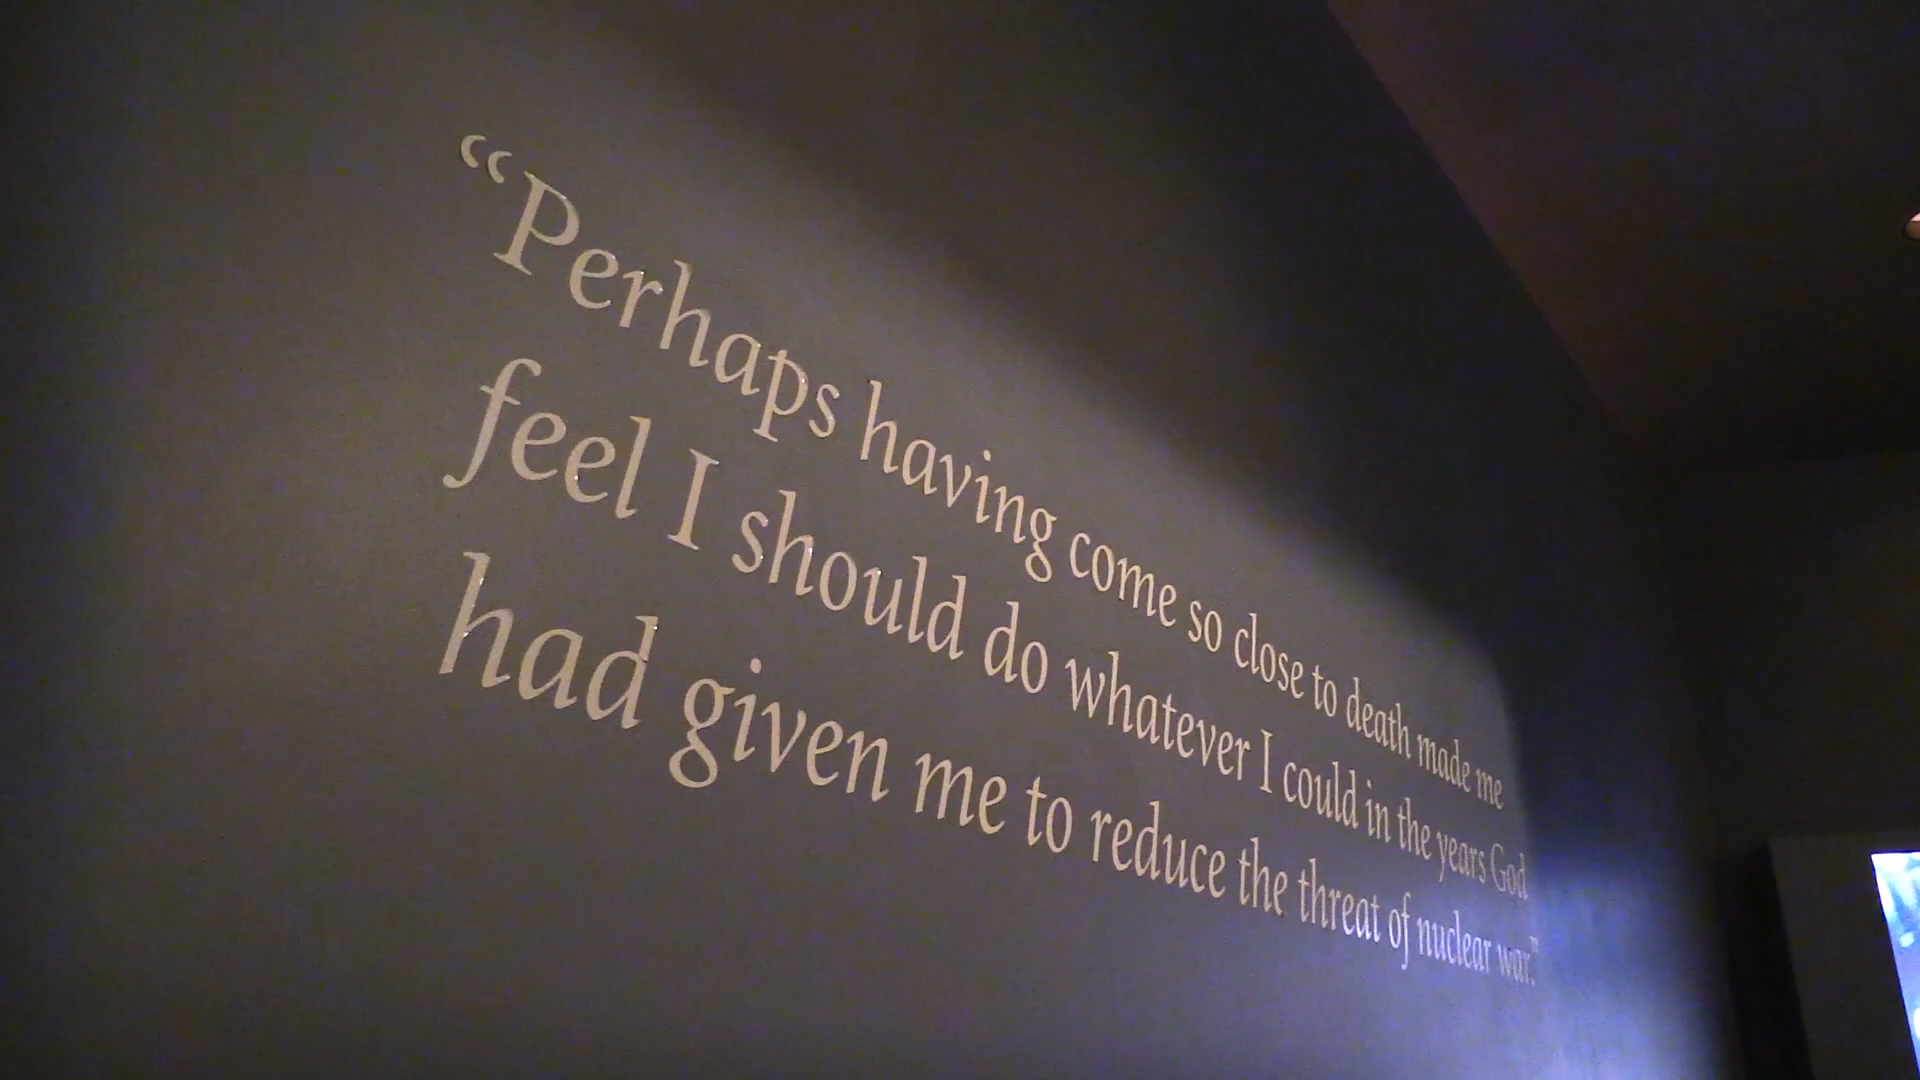 “Perhaps having come so close to death made me
feel I should do whatever I could in the years God
had given me to reduce the threat of nuclear war.”